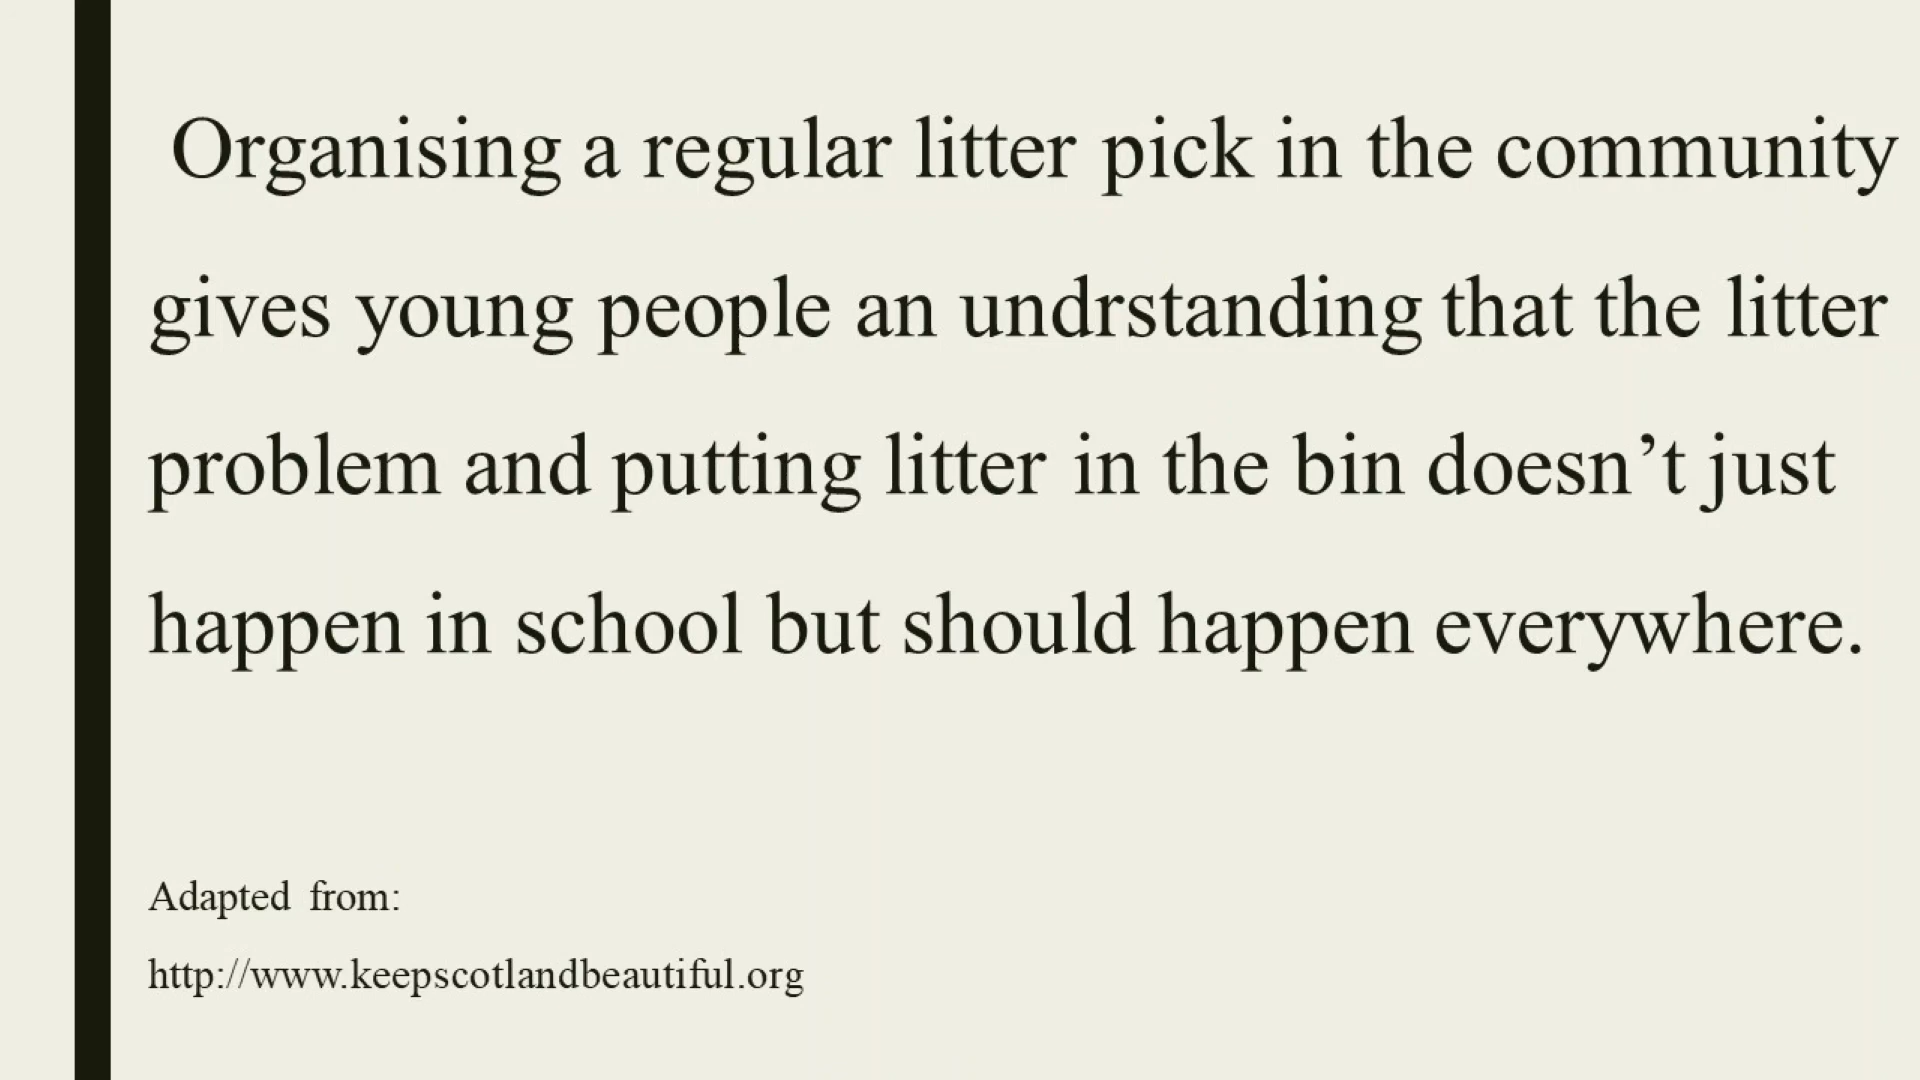 Organising a regular litter pick in the community
gives young people an undrstanding that the litter
problem and putting litter in the bin doesn’t just
happen in school but should happen everywhere.
Adapted from:
http://www.keepscotlandbeautiful.org